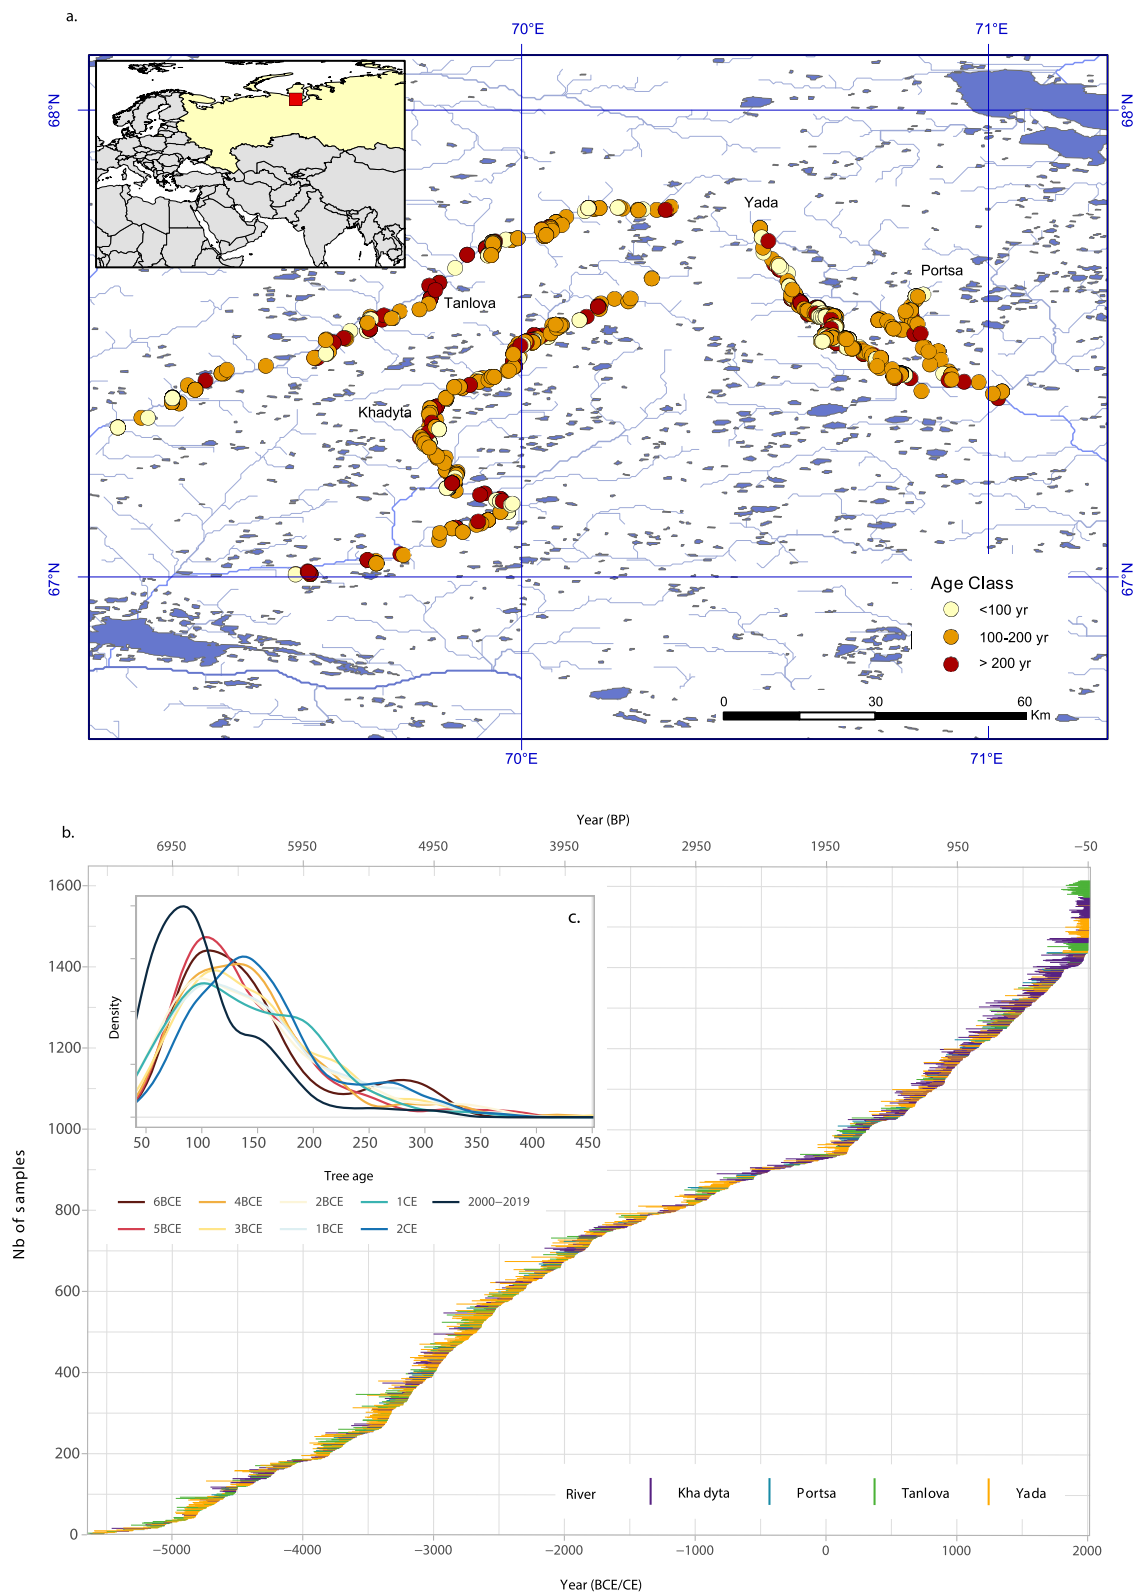 a.
70°E 71°E
68°N 68°N
Yada
Portsa
Tanlova
Khadyta
67°N 67°N
Age Class
<100 yr
100-200 yr
> 200 yr
0 30 60
Km
70°E 71°E
b.
Year (BP)
6950 5950 4950 3950 2950 1950 950 −50
1600
1400
1200
1000
800
600
400
200
0
Nb of samples
c.
Density
50 100 150 200 250 300 350 400 450
Tree age
6BCE 4BCE 2BCE 1CE 2000−2019
5BCE 3BCE 1BCE 2CE
River Kha dyta Portsa Tanlova Yada
−5000 −4000 −3000 −2000 −1000 0 1000 2000
Year (BCE/CE)